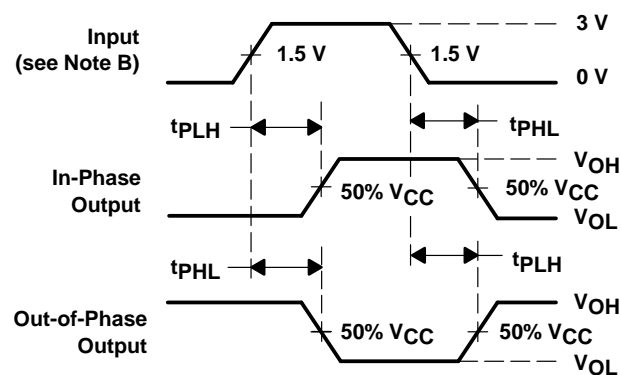 Input
(see Note B)
1.5 V
1.5 V
3 V
0 V
tPLH
tPHL
In-Phase
Output
50% VCC
50% VCC
VOH
VOL
tPHL
tPLH
Out-of-Phase
Output
50% VCC
50% VCC
VOH
VOL